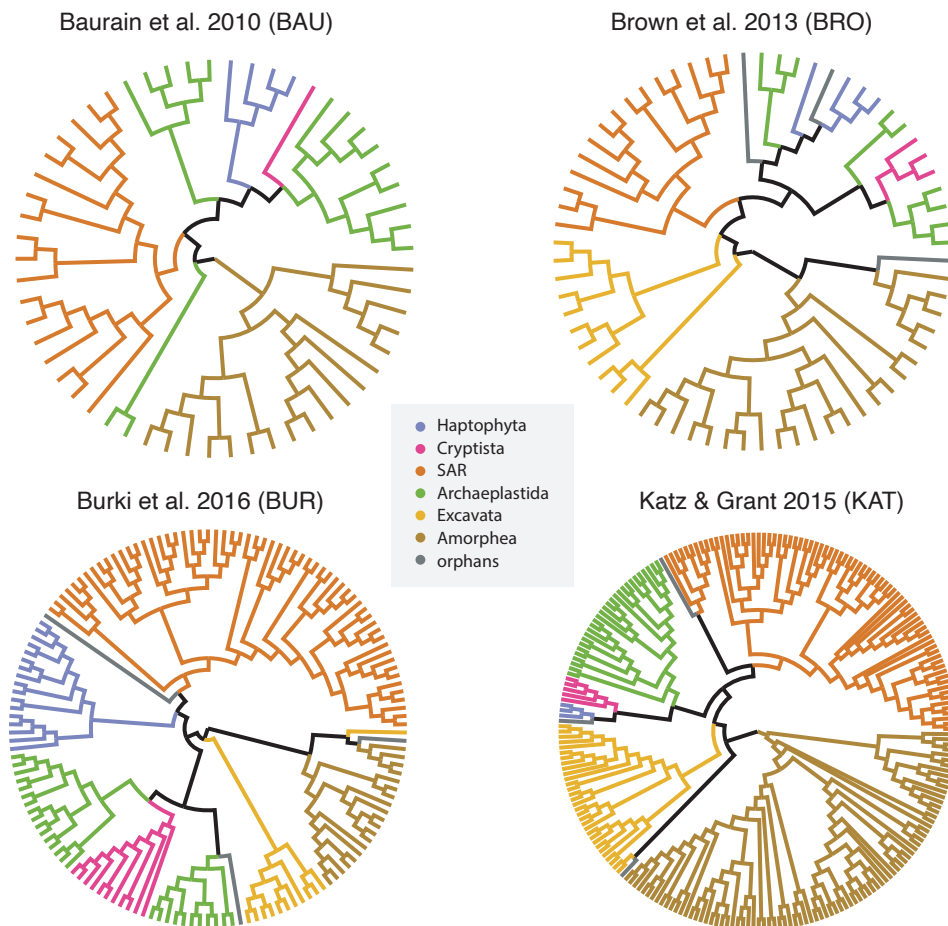 Baurain et al. 2010 (BAU)
Brown et al. 2013 (BRO)
Haptophyta
Cryptista
SAR
Archaeplastida
Excavata
Amorphea
orphans
Burki et al. 2016 (BUR)
Katz & Grant 2015 (KAT)